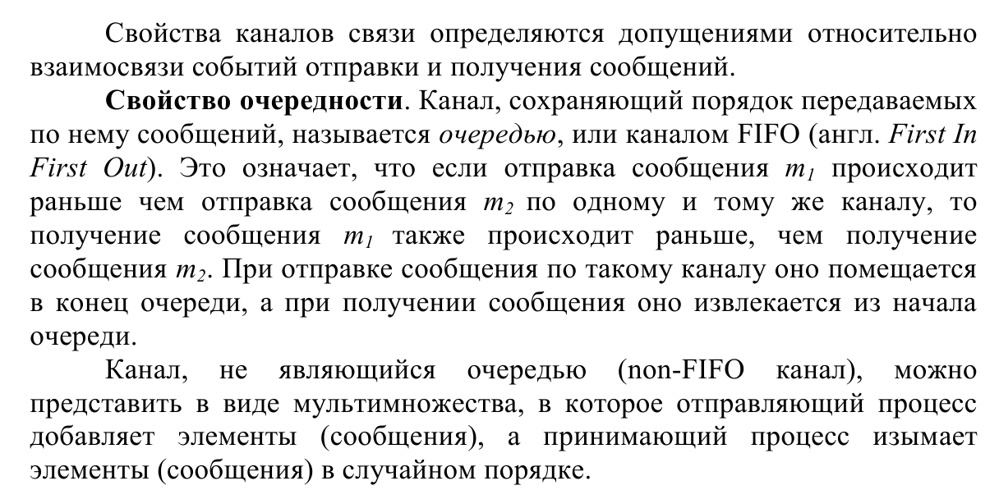 Свойства каналов связи определяются допущениями относительно
взаимосвязи событий отправки и получения сообщений.
Свойство очередности. Канал, сохраняющий порядок передаваемых
по нему сообщений, называется очередью, или каналом FIFO (англ. First In
First Out). Это означает, что если отправка сообщения m1 происходит
раньше чем отправка сообщения m2 по одному и тому же каналу, то
получение сообщения m1 также происходит раньше, чем получение
сообщения m2. При отправке сообщения по такому каналу оно помещается
в конец очереди, а при получении сообщения оно извлекается из начала
очереди.
Канал, не являющийся очередью (non-FIFO канал), можно
представить в виде мультимножества, в которое отправляющий процесс
добавляет элементы (сообщения), а принимающий процесс изымает
элементы (сообщения) в случайном порядке.